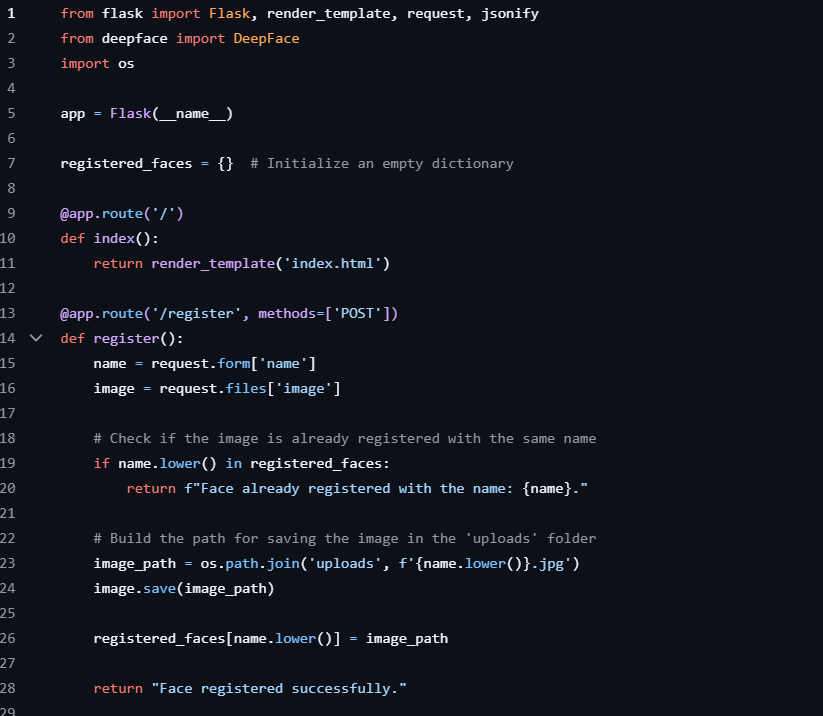 1 from flask import Flask, render_template, request, jsonify
2 from deepface import DeepFace
3 import os
4
5 app = Flask(__name__)
6
7 registered_faces = {}  # Initialize an empty dictionary
8
9 @app.route('/')
10 def index():
11     return render_template('index.html')
12
13 @app.route('/register', methods=['POST'])
14 def register():
15     name = request.form['name']
16     image = request.files['image']
17
18     # Check if the image is already registered with the same name
19     if name.lower() in registered_faces:
20         return f"Face already registered with the name: {name}."
21
22     # Build the path for saving the image in the 'uploads' folder
23     image_path = os.path.join('uploads', f'{name.lower()}.jpg')
24     image.save(image_path)
25
26     registered_faces[name.lower()] = image_path
27
28     return "Face registered successfully."
29